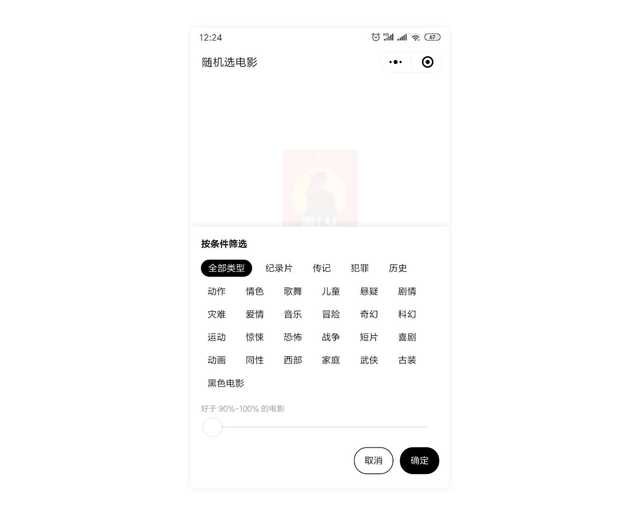 12:24
67
随机选电影
按条件筛选
全部类型 纪录片 传记 犯罪 历史
动作 情色 歌舞 儿童 悬疑 剧情
灾难 爱情 音乐 冒险 奇幻 科幻
运动 惊悚 恐怖 战争 短片 喜剧
动画 同性 西部 家庭 武侠 古装
黑色电影
好于 90%-100% 的电影
取消 确定